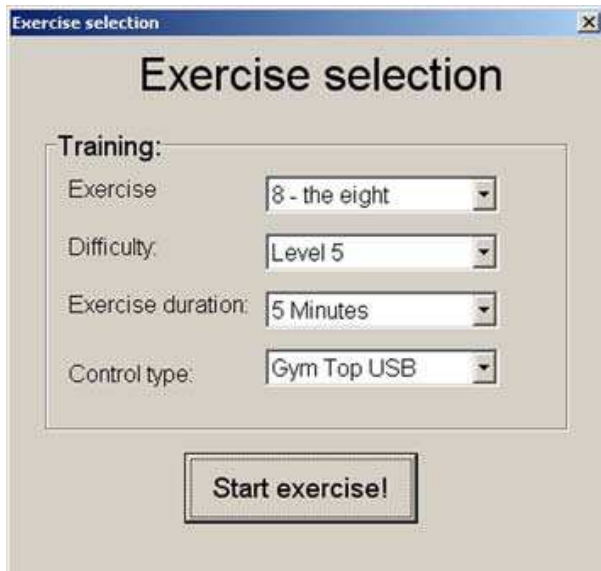 Exercise selection
Exercise selection
Training:
Exercise
8 - the eight
Difficulty:
Level 5
Exercise duration:
5 Minutes
Control type:
Gym Top USB
Start exercise!